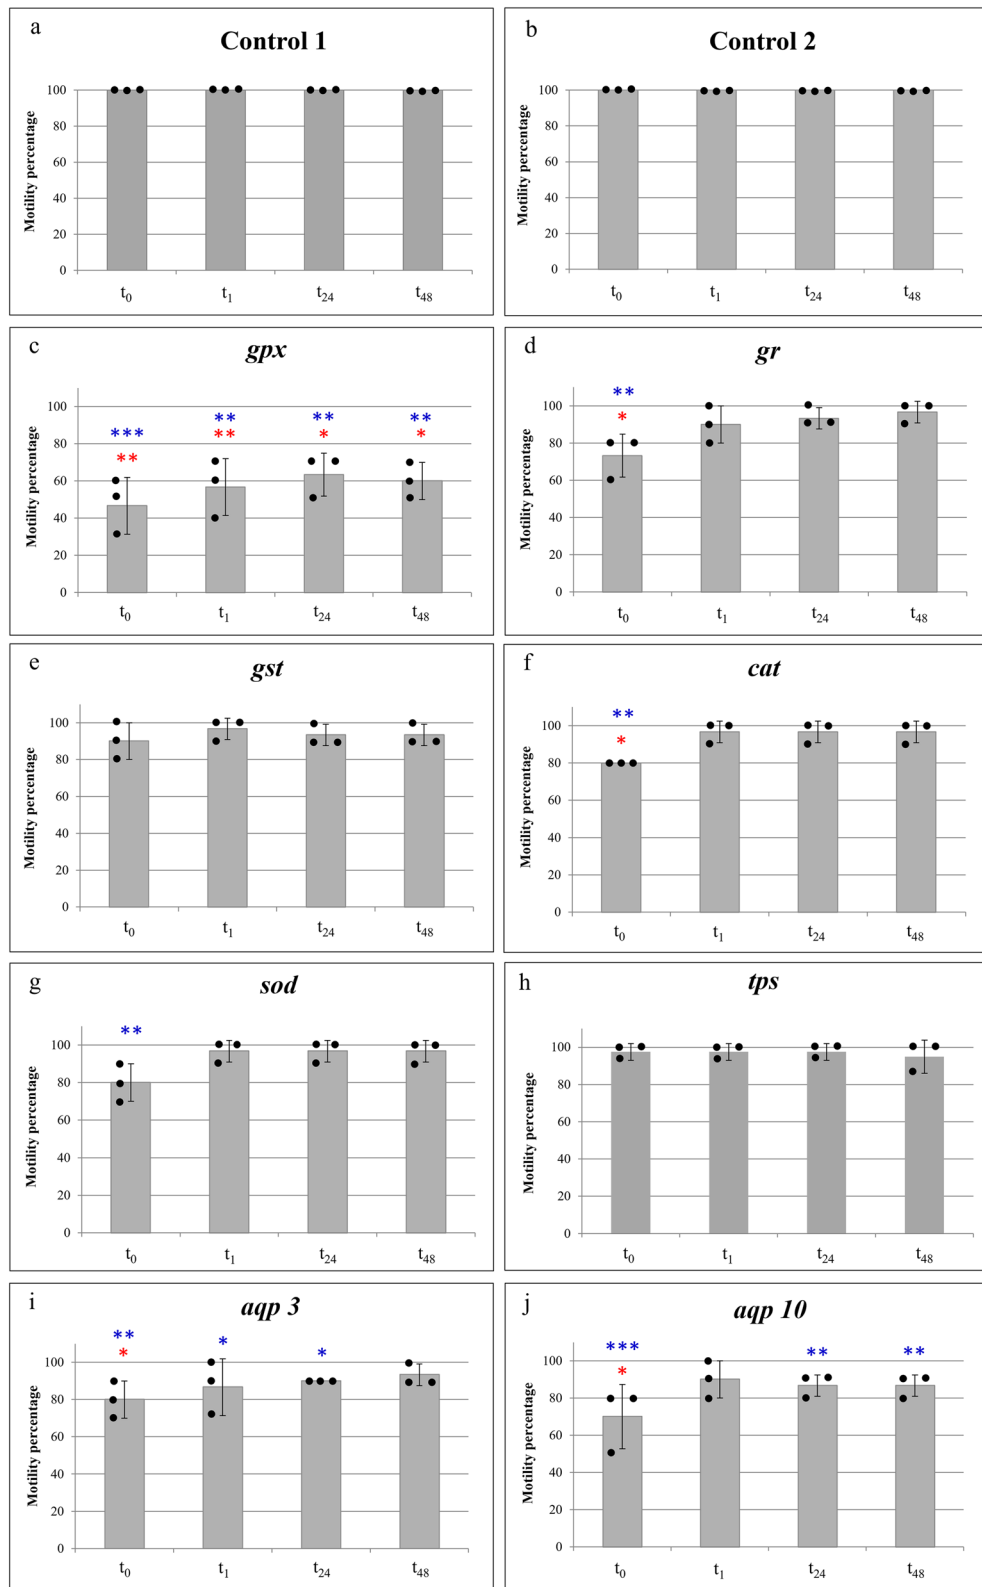 a
Control 1
Motility percentage
100
80
60
40
20
0
t0 t1 t24 t48
b
Control 2
Motility percentage
100
80
60
40
20
0
t0 t1 t24 t48
c
gpx
Motility percentage
100
80
60
40
20
0
*** ** ** **
** ** * *
t0 t1 t24 t48
d
gr
Motility percentage
100
80
60
40
20
0
**
*
t0 t1 t24 t48
e
gst
Motility percentage
100
80
60
40
20
0
t0 t1 t24 t48
f
cat
Motility percentage
100
80
60
40
20
0
**
*
t0 t1 t24 t48
g
sod
Motility percentage
100
80
60
40
20
0
**
t0 t1 t24 t48
h
tps
Motility percentage
100
80
60
40
20
0
t0 t1 t24 t48
i
aqp 3
Motility percentage
100
80
60
40
20
0
** * *
*
t0 t1 t24 t48
j
aqp 10
Motility percentage
100
80
60
40
20
0
*** ** **
*
t0 t1 t24 t48